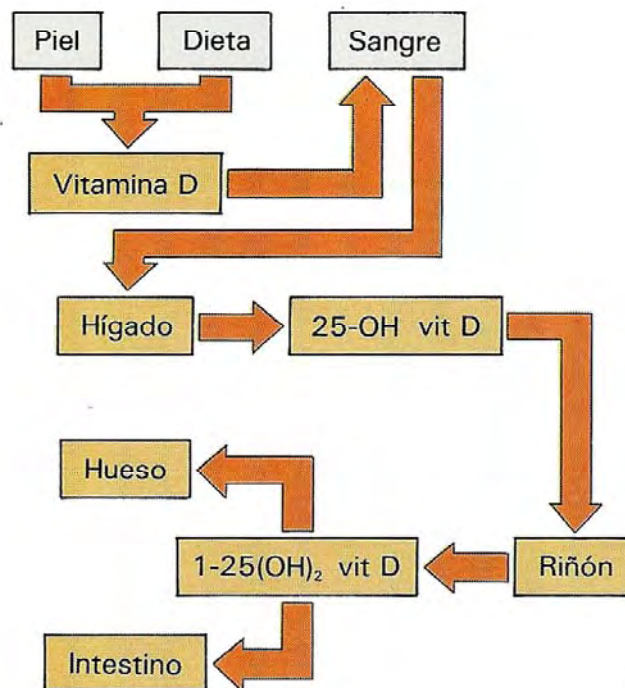 Piel
Dieta
Sangre
Vitamina D
Hígado
25-OH vit D
Hueso
1-25(OH)₂ vit D
Riñón
Intestino